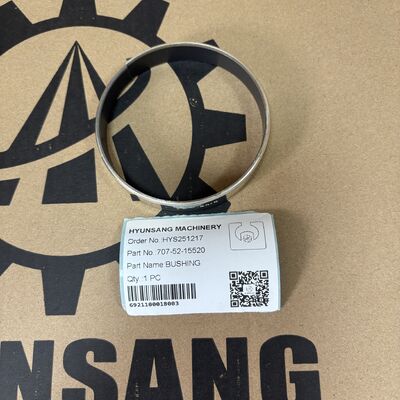 HYUNSANG MACHINERY
Order No.:HYS251217
Part No.:707-52-15520
Part Name:BUSHING
Qty :1 PC
6921100018003
NSANG